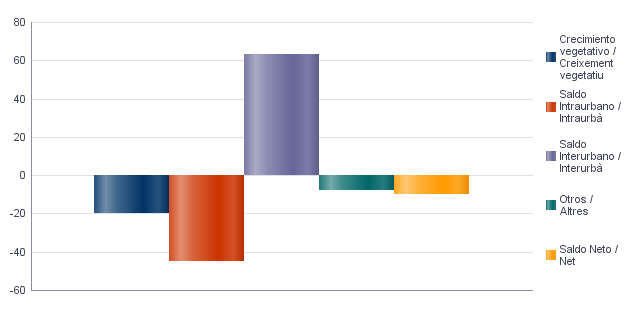 80
60
40
20
0
-20
-40
-60
Crecimiento
vegetativo /
Creixement
vegetatiu
Saldo
Intraurbano /
Intraurbà
Saldo
Interurbano /
Interurbà
Otros /
Altres
Saldo Neto /
Net